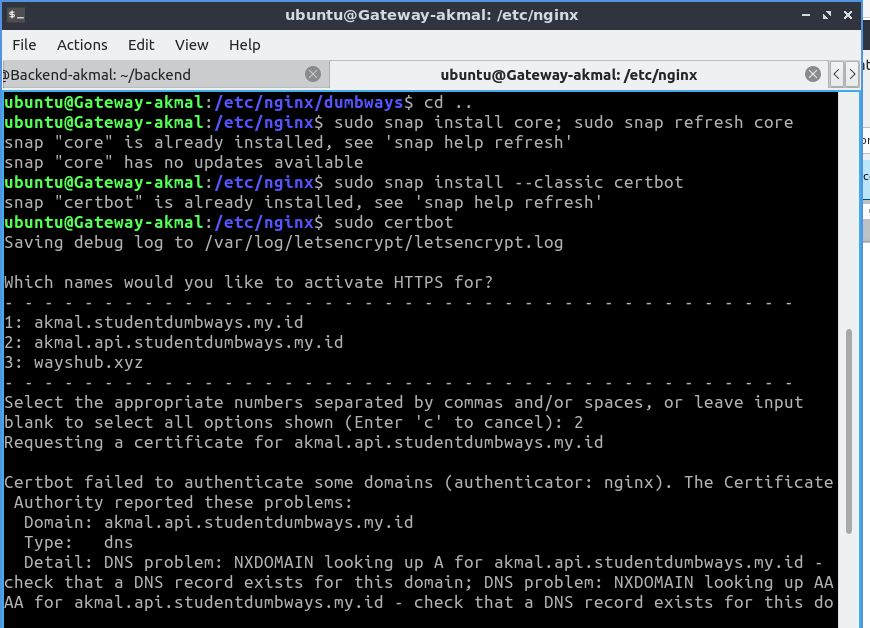 ubuntu@Gateway-akmal: /etc/nginx
File Actions Edit View Help
@Backend-akmal: ~/backend
ubuntu@Gateway-akmal: /etc/nginx
ubuntu@Gateway-akmal:/etc/nginx/dumbways$ cd ..
ubuntu@Gateway-akmal:/etc/nginx$ sudo snap install core; sudo snap refresh core
snap "core" is already installed, see 'snap help refresh'
snap "core" has no updates available
ubuntu@Gateway-akmal:/etc/nginx$ sudo snap install --classic certbot
snap "certbot" is already installed, see 'snap help refresh'
ubuntu@Gateway-akmal:/etc/nginx$ sudo certbot
Saving debug log to /var/log/letsencrypt/letsencrypt.log
Which names would you like to activate HTTPS for?
- - - - - - - - - - - - - - - - - - - - - - - - - - - - - - - - - - - - - - - -
1: akmal.studentdumbways.my.id
2: akmal.api.studentdumbways.my.id
3: wayshub.xyz
- - - - - - - - - - - - - - - - - - - - - - - - - - - - - - - - - - - - - - - -
Select the appropriate numbers separated by commas and/or spaces, or leave input
blank to select all options shown (Enter 'c' to cancel): 2
Requesting a certificate for akmal.api.studentdumbways.my.id
Certbot failed to authenticate some domains (authenticator: nginx). The Certificate
Authority reported these problems:
Domain: akmal.api.studentdumbways.my.id
Type: dns
Detail: DNS problem: NXDOMAIN looking up A for akmal.api.studentdumbways.my.id -
check that a DNS record exists for this domain; DNS problem: NXDOMAIN looking up AA
AA for akmal.api.studentdumbways.my.id - check that a DNS record exists for this do